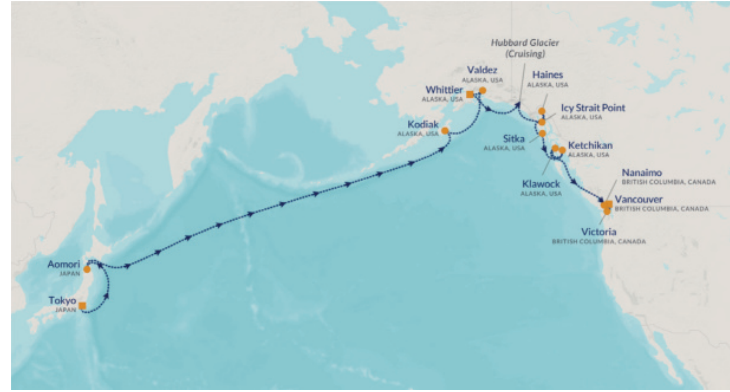 Hubbard Glacier
(Cruising)
Valdez
ALASKA, USA
Haines
ALASKA, USA
Whittier
ALASKA, USA
Icy Strait Point
ALASKA, USA
Kodiak
ALASKA, USA
Sitka
ALASKA, USA
Ketchikan
ALASKA, USA
Klawock
ALASKA, USA
Nanaimo
BRITISH COLUMBIA, CANADA
Vancouver
BRITISH COLUMBIA, CANADA
Victoria
BRITISH COLUMBIA, CANADA
Aomori
JAPAN
Tokyo
JAPAN